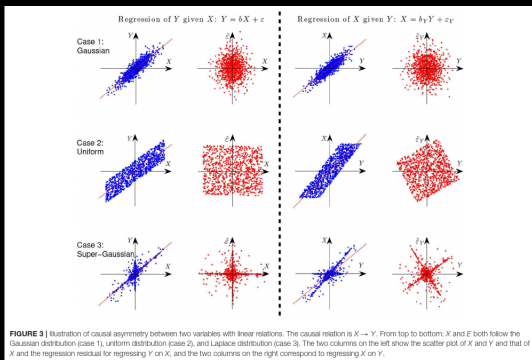 Regression of Y given X: Y = bX + ε
Regression of X given Y: X = b_Y Y + ε_Y
Case 1:
Gaussian
Y
X
ε̂
X
X
Y
ε̂_Y
Y
Case 2:
Uniform
Y
X
ε̂
X
X
Y
ε̂_Y
Y
Case 3:
Super-Gaussian
Y
X
ε̂
X
X
Y
ε̂_Y
Y
FIGURE 3 | Illustration of causal asymmetry between two variables with linear relations. The causal relation is X → Y. From top to bottom: X and E both follow the
Gaussian distribution (case 1), uniform distribution (case 2), and Laplace distribution (case 3). The two columns on the left show the scatter plot of X and Y and that of
X and the regression residual for regressing Y on X, and the two columns on the right correspond to regressing X on Y.